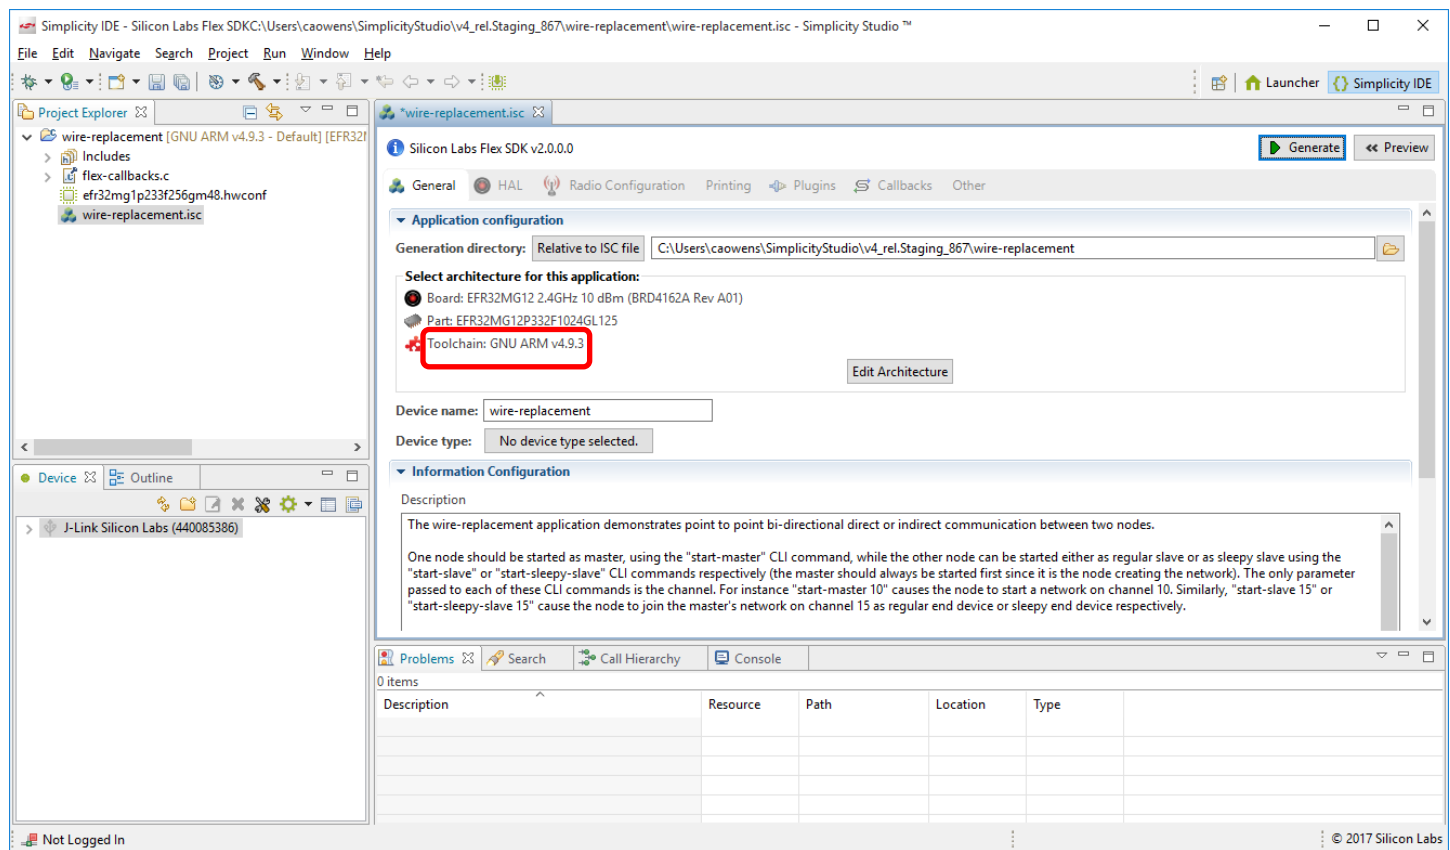 Simplicity IDE - Silicon Labs Flex SDKC:\Users\caowens\SimplicityStudio\v4_rel.Staging_867\wire-replacement\wire-replacement.isc - Simplicity Studio ™
File Edit Navigate Search Project Run Window Help
Launcher Simplicity IDE
Project Explorer
*wire-replacement.isc
wire-replacement [GNU ARM v4.9.3 - Default] [EFR32
Includes
flex-callbacks.c
efr32mg1p233f256gm48.hwconf
wire-replacement.isc
Silicon Labs Flex SDK v2.0.0.0
Generate
Preview
General HAL Radio Configuration Printing Plugins Callbacks Other
Application configuration
Generation directory: Relative to ISC file C:\Users\caowens\SimplicityStudio\v4_rel.Staging_867\wire-replacement
Select architecture for this application:
Board: EFR32MG12 2.4GHz 10 dBm (BRD4162A Rev A01)
Part: EFR32MG12P332F1024GL125
Toolchain: GNU ARM v4.9.3
Edit Architecture
Device name: wire-replacement
Device type: No device type selected.
Information Configuration
Description
The wire-replacement application demonstrates point to point bi-directional direct or indirect communication between two nodes.
One node should be started as master, using the "start-master" CLI command, while the other node can be started either as regular slave or as sleepy slave using the
"start-slave" or "start-sleepy-slave" CLI commands respectively (the master should always be started first since it is the node creating the network). The only parameter
passed to each of these CLI commands is the channel. For instance "start-master 10" causes the node to start a network on channel 10. Similarly, "start-slave 15" or
"start-sleepy-slave 15" cause the node to join the master's network on channel 15 as regular end device or sleepy end device respectively.
Device Outline
J-Link Silicon Labs (440085386)
Problems Search Call Hierarchy Console
0 items
Description Resource Path Location Type
Not Logged In
© 2017 Silicon Labs